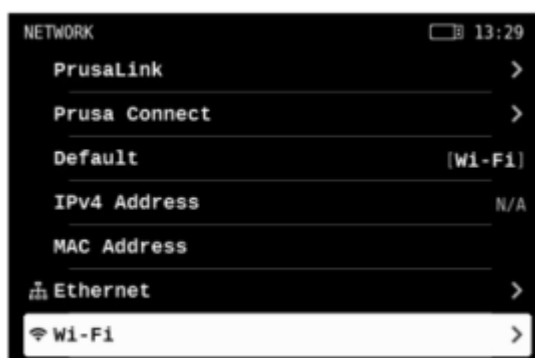 NETWORK 13:29
PrusaLink >
Prusa Connect >
Default [Wi-Fi]
IPv4 Address N/A
MAC Address
Ethernet >
Wi-Fi >